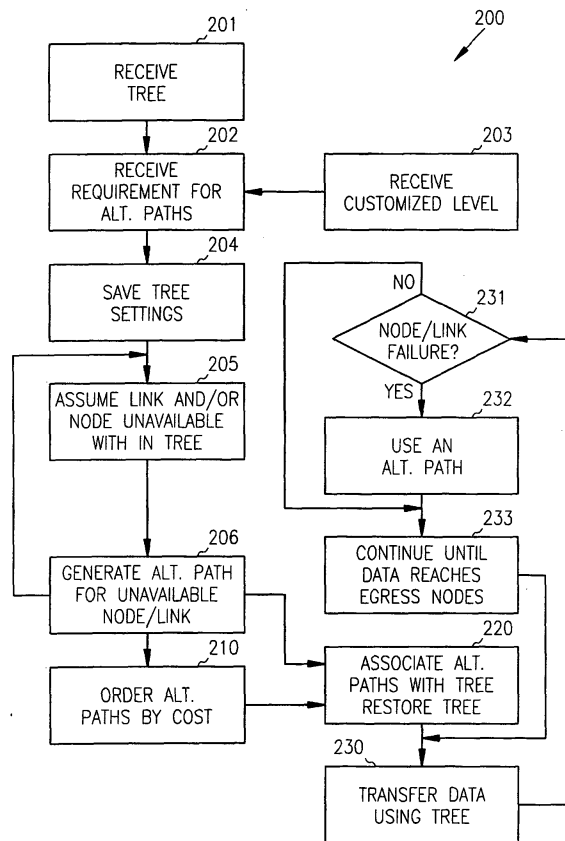 200
201
RECEIVE
TREE
202
RECEIVE
REQUIREMENT FOR
ALT. PATHS
203
RECEIVE
CUSTOMIZED LEVEL
204
SAVE TREE
SETTINGS
205
ASSUME LINK AND/OR
NODE UNAVAILABLE
WITH IN TREE
206
GENERATE ALT. PATH
FOR UNAVAILABLE
NODE/LINK
210
ORDER ALT.
PATHS BY COST
NO
231
NODE/LINK
FAILURE?
YES
232
USE AN
ALT. PATH
233
CONTINUE UNTIL
DATA REACHES
EGRESS NODES
220
ASSOCIATE ALT.
PATHS WITH TREE
RESTORE TREE
230
TRANSFER DATA
USING TREE